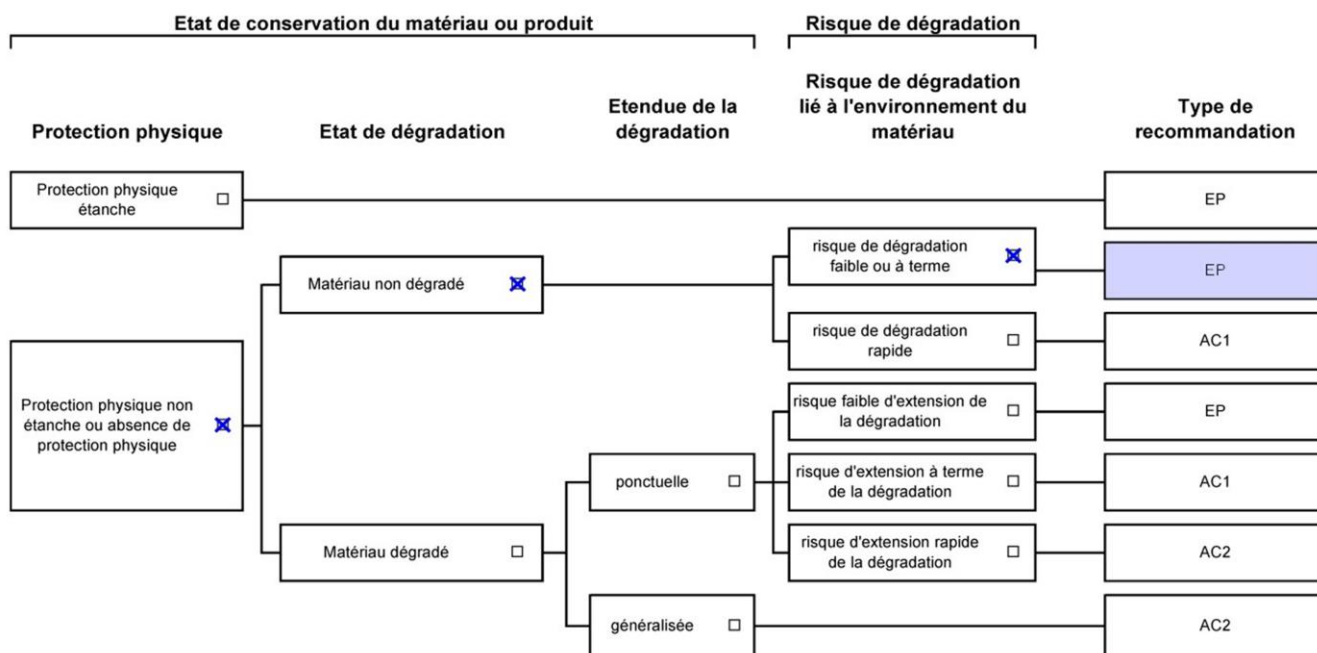 Etat de conservation du matériau ou produit
Risque de dégradation
Protection physique
Etat de dégradation
Etendue de la
dégradation
Risque de dégradation
lié à l'environnement du
matériau
Type de
recommandation
Protection physique
étanche
EP
risque de dégradation
faible ou à terme
EP
Matériau non dégradé
risque de dégradation
rapide
AC1
Protection physique non
étanche ou absence de
protection physique
risque faible d'extension de
la dégradation
EP
ponctuelle
risque d'extension à terme
de la dégradation
AC1
Matériau dégradé
risque d'extension rapide
de la dégradation
AC2
généralisée
AC2